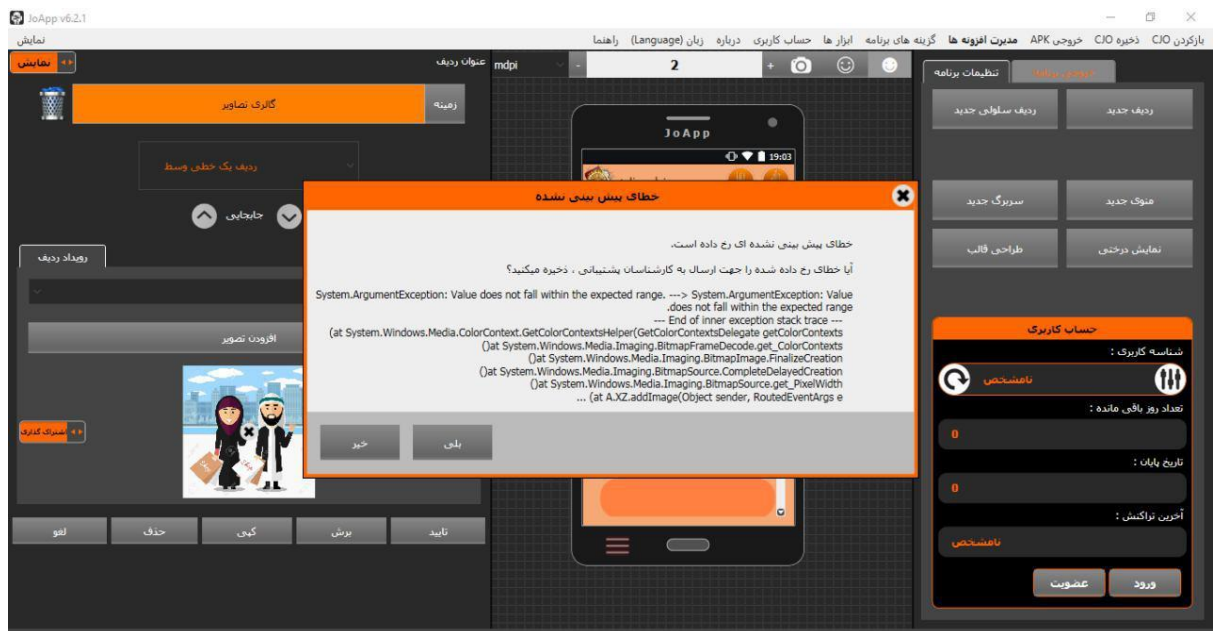 JoApp v6.2.1
بازکردن CJO ذخیره CJO خروجی APK مدیرت افزونه ها گزینه های برنامه ابزار ها حساب کاربری درباره زبان (Language) راهنما
نمایش
تنظیمات برنامه
ردیف جدید
ردیف سلولی جدید
منوی جدید
سربرگ جدید
نمایش درختی
طراحی قالب
حساب کاربری
شناسه کاربری :
نامشخص
تعداد روز باقی مانده :
0
تاریخ پایان :
0
آخرین تراکنش :
نامشخص
ورود
عضویت
mdpi
-
2
+
JoApp
19:03
عنوان ردیف
نمایش
زمینه
گالری تصاویر
ردیف یک خطی وسط
جابجایی
رویداد ردیف
افزودن تصویر
اشتراک گذاری
تایید
برش
کپی
حذف
لغو
خطای پیش بینی نشده
خطای پیش بینی نشده ای رخ داده است.
آیا خطای رخ داده شده را جهت ارسال به کارشناسان پشتیبانی ، ذخیره میکنید؟
System.ArgumentException: Value does not fall within the expected range. ---> System.ArgumentException: Value
.does not fall within the expected range
--- End of inner exception stack trace ---
(at System.Windows.Media.ColorContext.GetColorContextsHelper(GetColorContextsDelegate getColorContexts
()at System.Windows.Media.Imaging.BitmapFrameDecode.get_ColorContexts
()at System.Windows.Media.Imaging.BitmapImage.FinalizeCreation
()at System.Windows.Media.Imaging.BitmapSource.CompleteDelayedCreation
()at System.Windows.Media.Imaging.BitmapSource.get_PixelWidth
... (at A.XZ.addImage(Object sender, RoutedEventArgs e
بلی
خیر